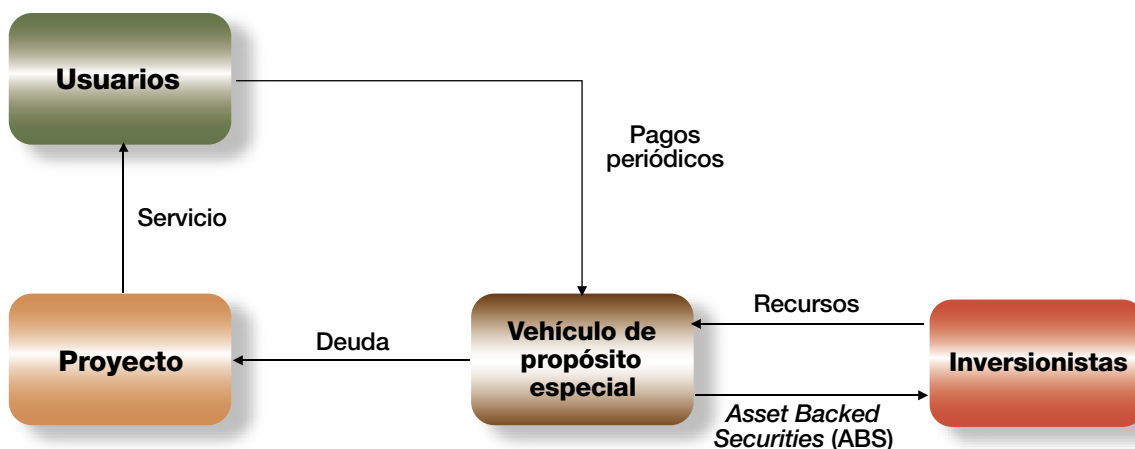 Usuarios
Pagos
periódicos
Servicio
Proyecto
Deuda
Vehículo de
propósito
especial
Recursos
Asset Backed
Securities (ABS)
Inversionistas